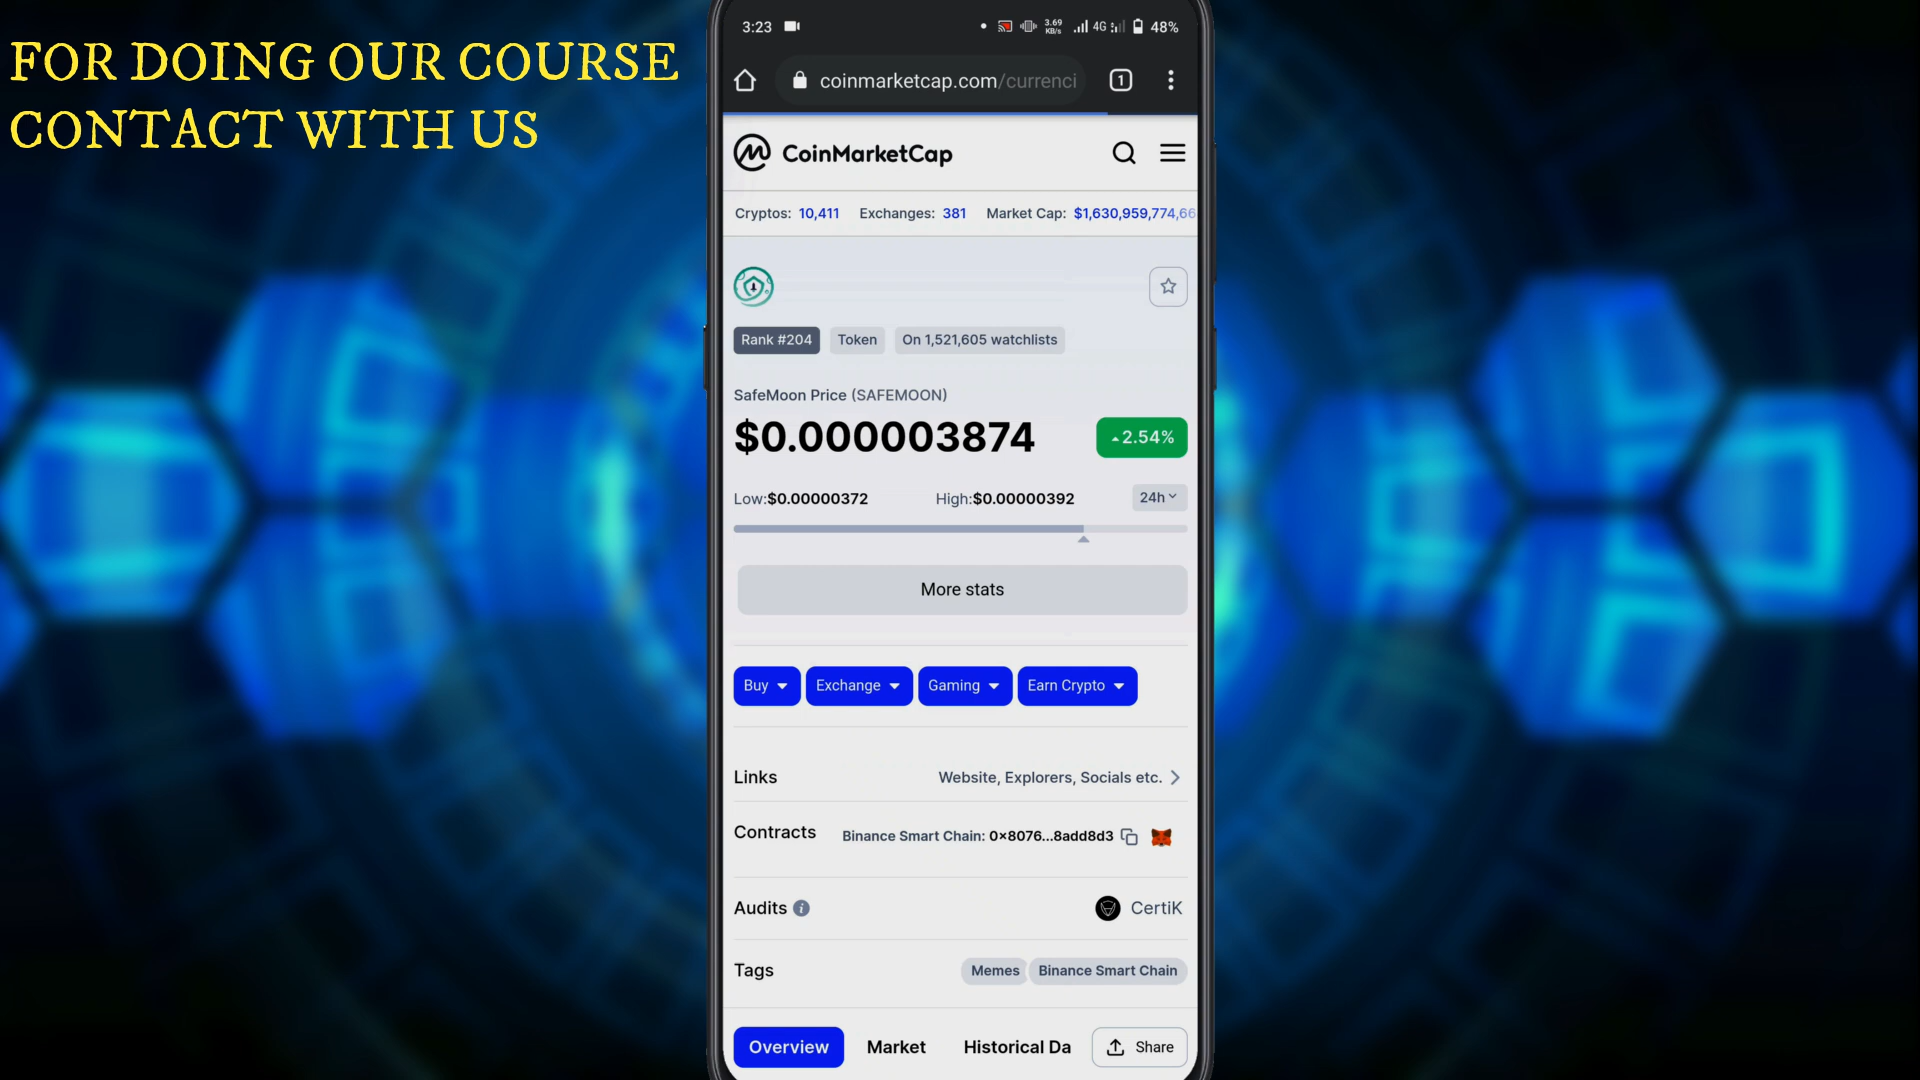 FOR DOING OUR COURSE
CONTACT WITH US
3:23 3.69 KB/s 4G 48%
coinmarketcap.com/currenci 1
CoinMarketCap
Cryptos: 10,411 Exchanges: 381 Market Cap: $1,630,959,774,66
Rank #204 Token On 1,521,605 watchlists
SafeMoon Price (SAFEMOON)
$0.000003874 2.54%
Low:$0.00000372 High:$0.00000392 24h
More stats
Buy Exchange Gaming Earn Crypto
Links Website, Explorers, Socials etc.
Contracts Binance Smart Chain: 0x8076...8add8d3
Audits i CertiK
Tags Memes Binance Smart Chain
Overview Market Historical Da Share